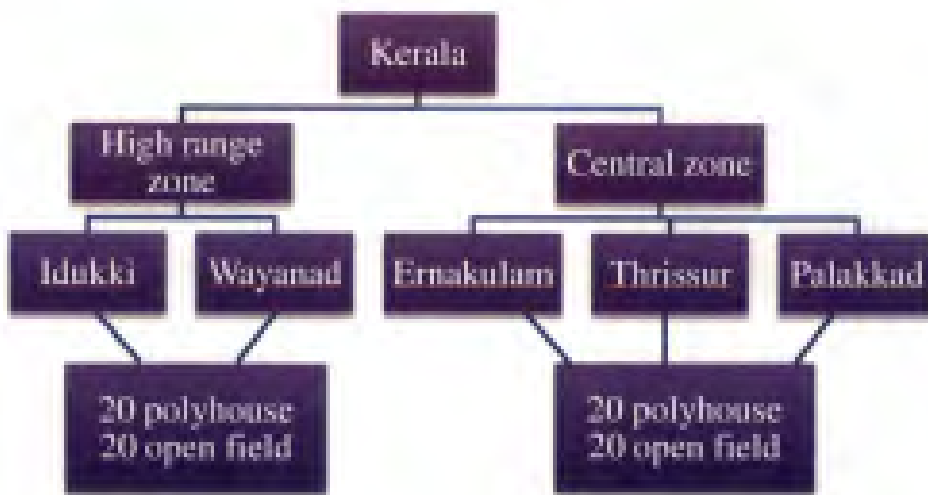 Kerala
High range
zone
Central zone
Idukki
Wayanad
Ernakulam
Thrissur
Palakkad
20 polyhouse
20 open field
20 polyhouse
20 open field